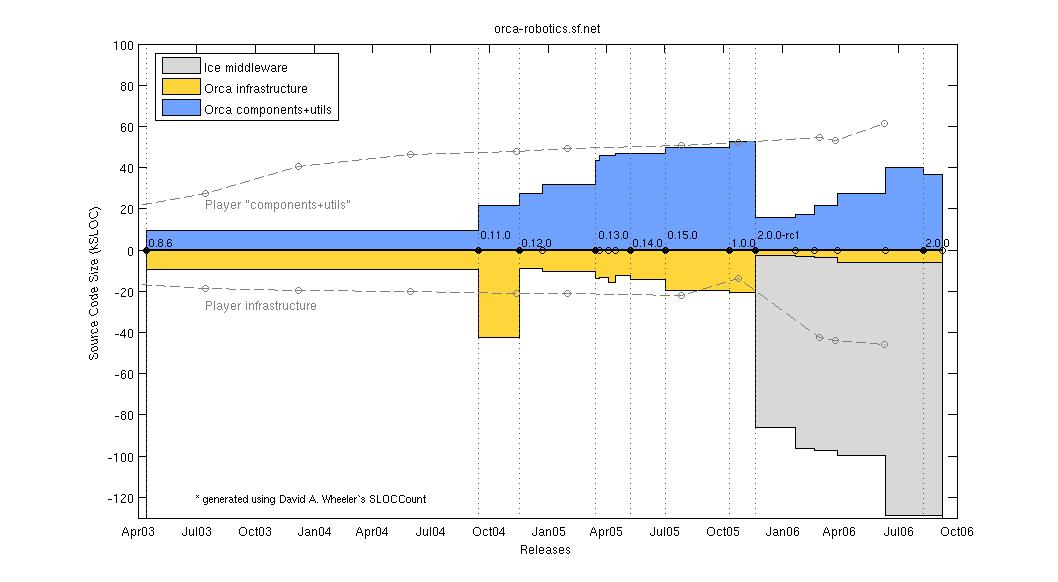 orca-robotics.sf.net
100
80
60
40
20
0
-20
-40
-60
-80
-100
-120
Source Code Size (kSLOC)
Ice middleware
Orca infrastructure
Orca components+utils
Player "components+utils"
0.8.6
0.11.0
0.12.0
0.13.0
0.14.0
0.15.0
1.0.0
2.0.0-rc1
2.0.0
Player infrastructure
* generated using David A. Wheeler`s SLOCCount
Apr03 Jul03 Oct03 Jan04 Apr04 Jul04 Oct04 Jan05 Apr05 Jul05 Oct05 Jan06 Apr06 Jul06 Oct06
Releases